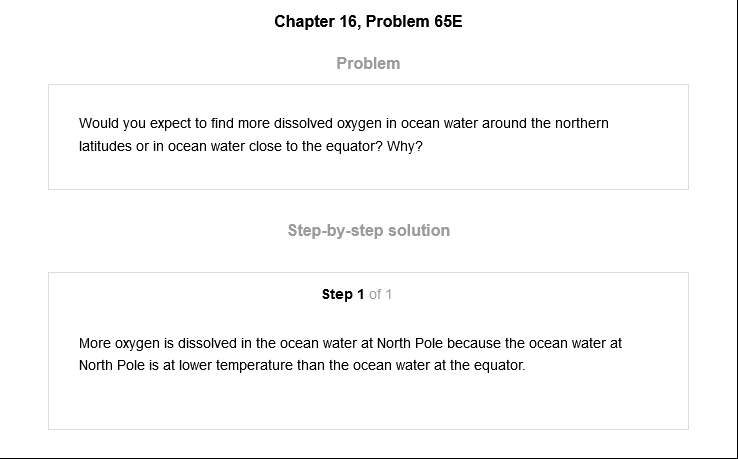 Chapter 16, Problem 65E
Problem
Would you expect to find more dissolved oxygen in ocean water around the northern
latitudes or in ocean water close to the equator? Why?
Step-by-step solution
Step 1 of 1
More oxygen is dissolved in the ocean water at North Pole because the ocean water at
North Pole is at lower temperature than the ocean water at the equator.